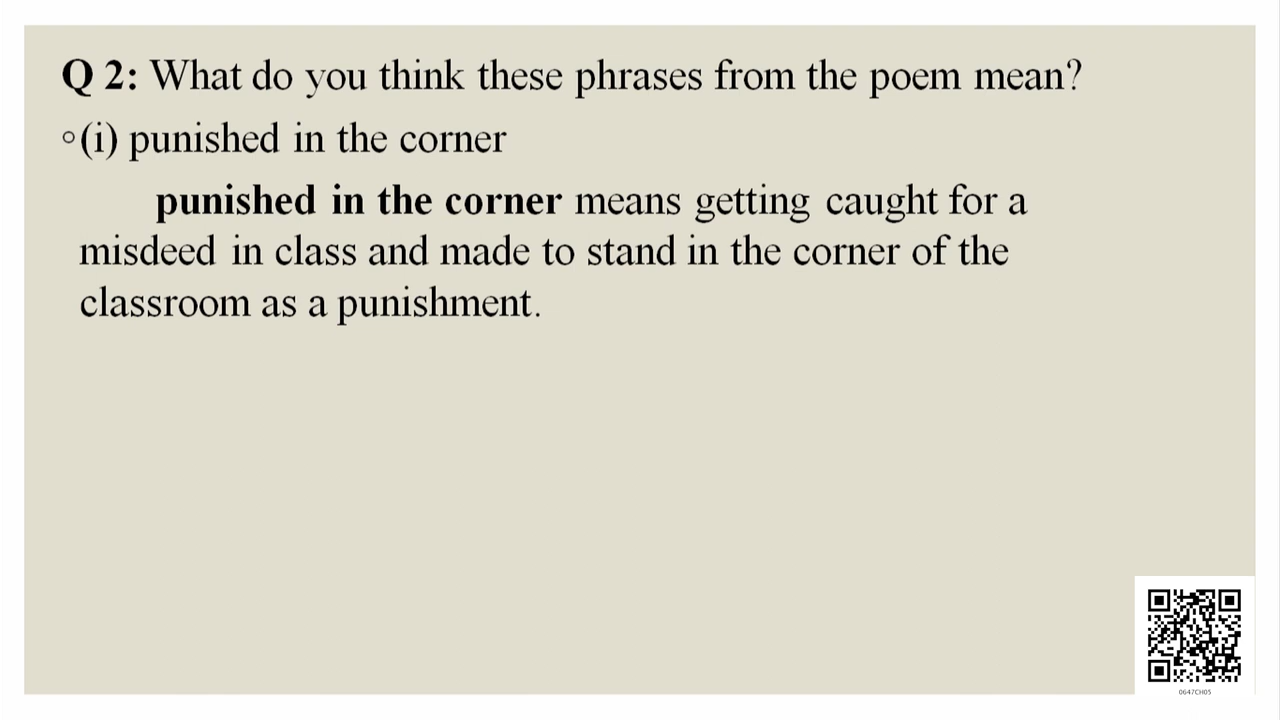 Q 2: What do you think these phrases from the poem mean?
(i) punished in the corner
punished in the corner means getting caught for a
misdeed in class and made to stand in the corner of the
classroom as a punishment.
0647CH05